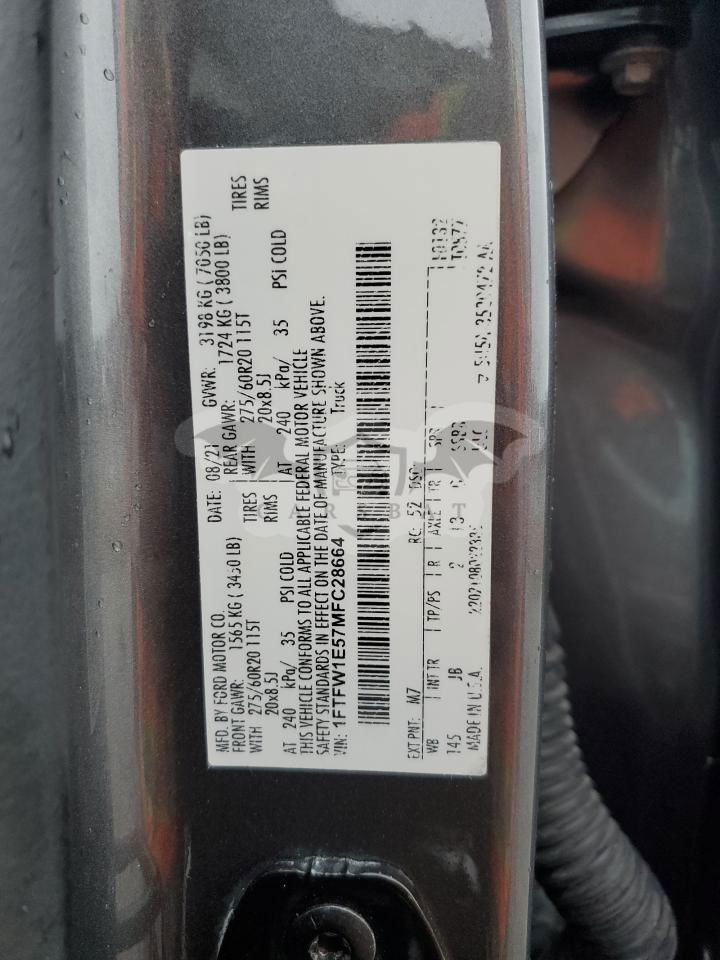 MFD. BY FORD MOTOR CO.
DATE: 08/21 GVWR: 3198 KG ( 7050 LB)
FRONT GAWR: 1565 KG ( 3450 LB) REAR GAWR: 1724 KG ( 3800 LB)
WITH 275/60R20 115T TIRES WITH 275/60R20 115T TIRES
20x8.5J RIMS 20x8.5J RIMS
AT 240 kPa/ 35 PSi COLD AT 240 kPa/ 35 PSi COLD
THIS VEHICLE CONFORMS TO ALL APPLICABLE FEDERAL MOTOR VEHICLE
SAFETY STANDARDS IN EFFECT ON THE DATE OF MANUFACTURE SHOWN ABOVE.
VIN: 1FTFW1E57MFC28664 TYPE: Truck
EXT PNT: M7 RC: 52 DSO:
WB INT TR TP/PS R AXLE TR SPR
145 JB 2 13
MADE IN U.S.A.
CARSBAT